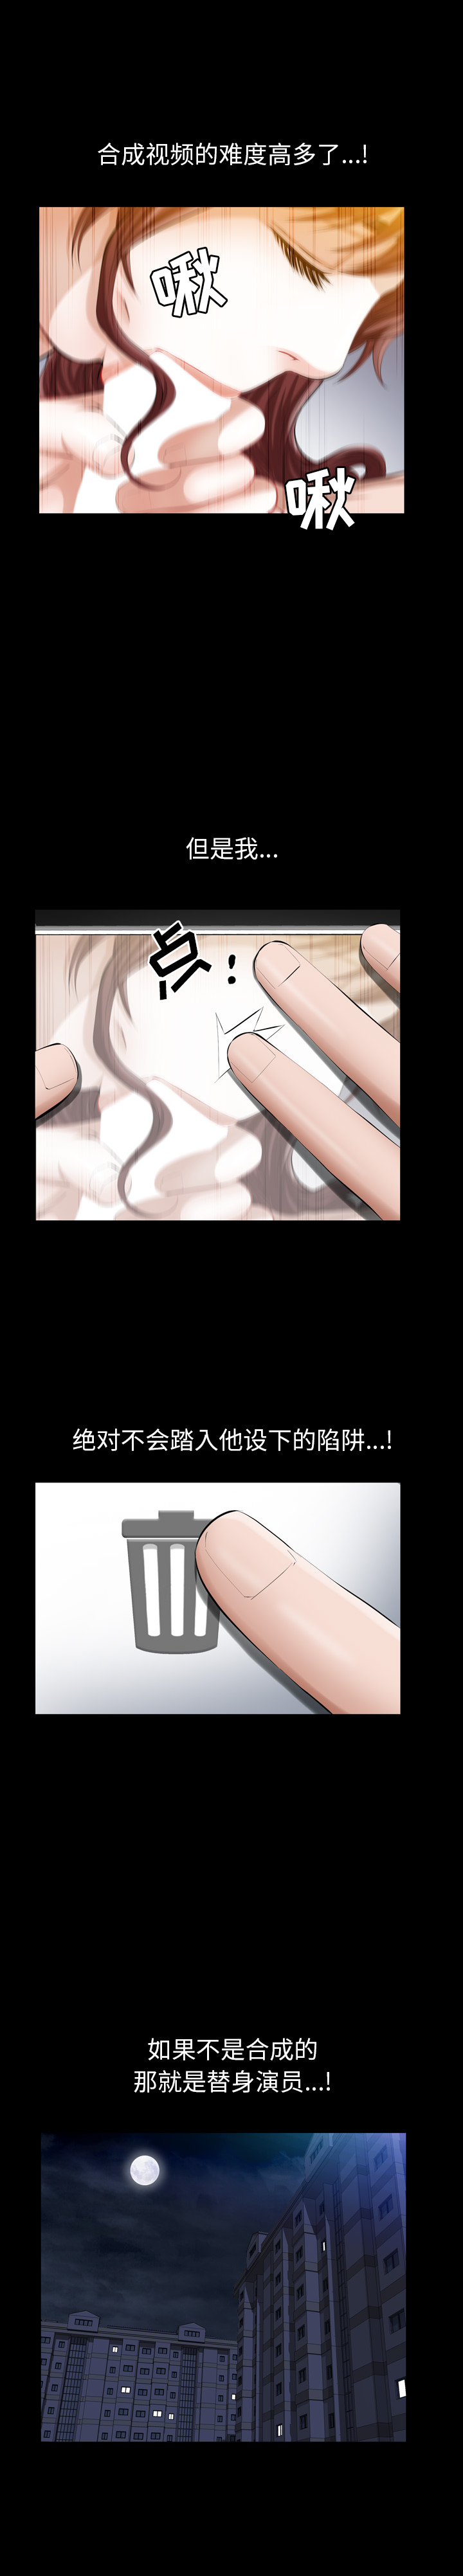 合成视频的难度高多了...!
啾
啾
但是我...
点!
绝对不会踏入他设下的陷阱...!
如果不是合成的
那就是替身演员...!